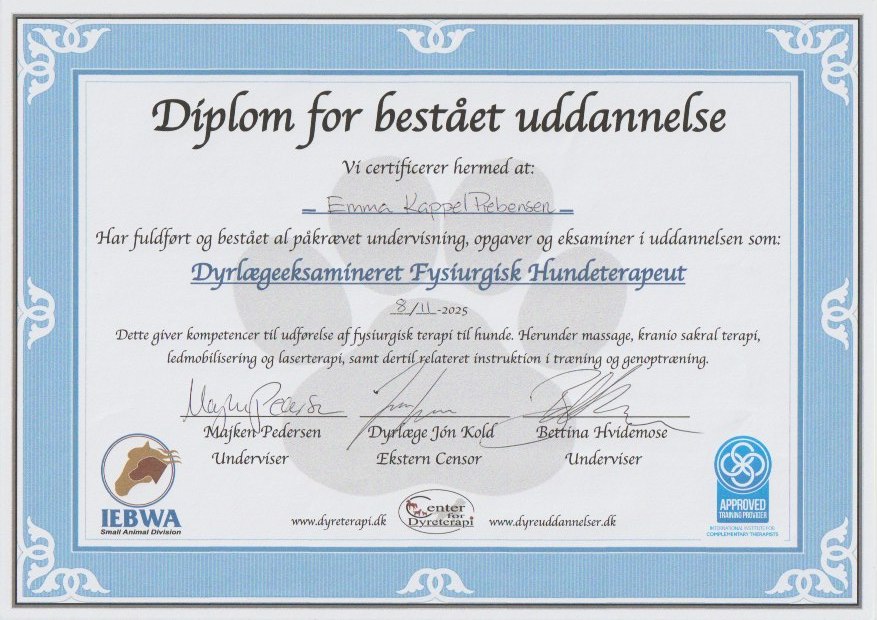 Diplom for bestået uddannelse
Vi certificerer hermed at:
Emma Kappel Prebensen
Har fuldført og bestået al påkrævet undervisning, opgaver og eksaminer i uddannelsen som:
Dyrlægeeksamineret Fysiurgisk Hundeterapeut
8/11-2025
Dette giver kompetencer til udførelse af fysiurgisk terapi til hunde. Herunder massage, kranio sakral terapi,
ledmobilisering og laserterapi, samt dertil relateret instruktion i træning og genoptræning.
Majken Pedersen
Majken Pedersen Dyrlæge Jón Kold Bettina Hvidemose
Underviser Ekstern Censor Underviser
IEBWA
Small Animal Division
www.dyreterapi.dk
Center
for
Dyreterapi
www.dyreuddannelser.dk
APPROVED
TRAINING PROVIDER
INTERNATIONAL INSTITUTE FOR
COMPLEMENTARY THERAPISTS